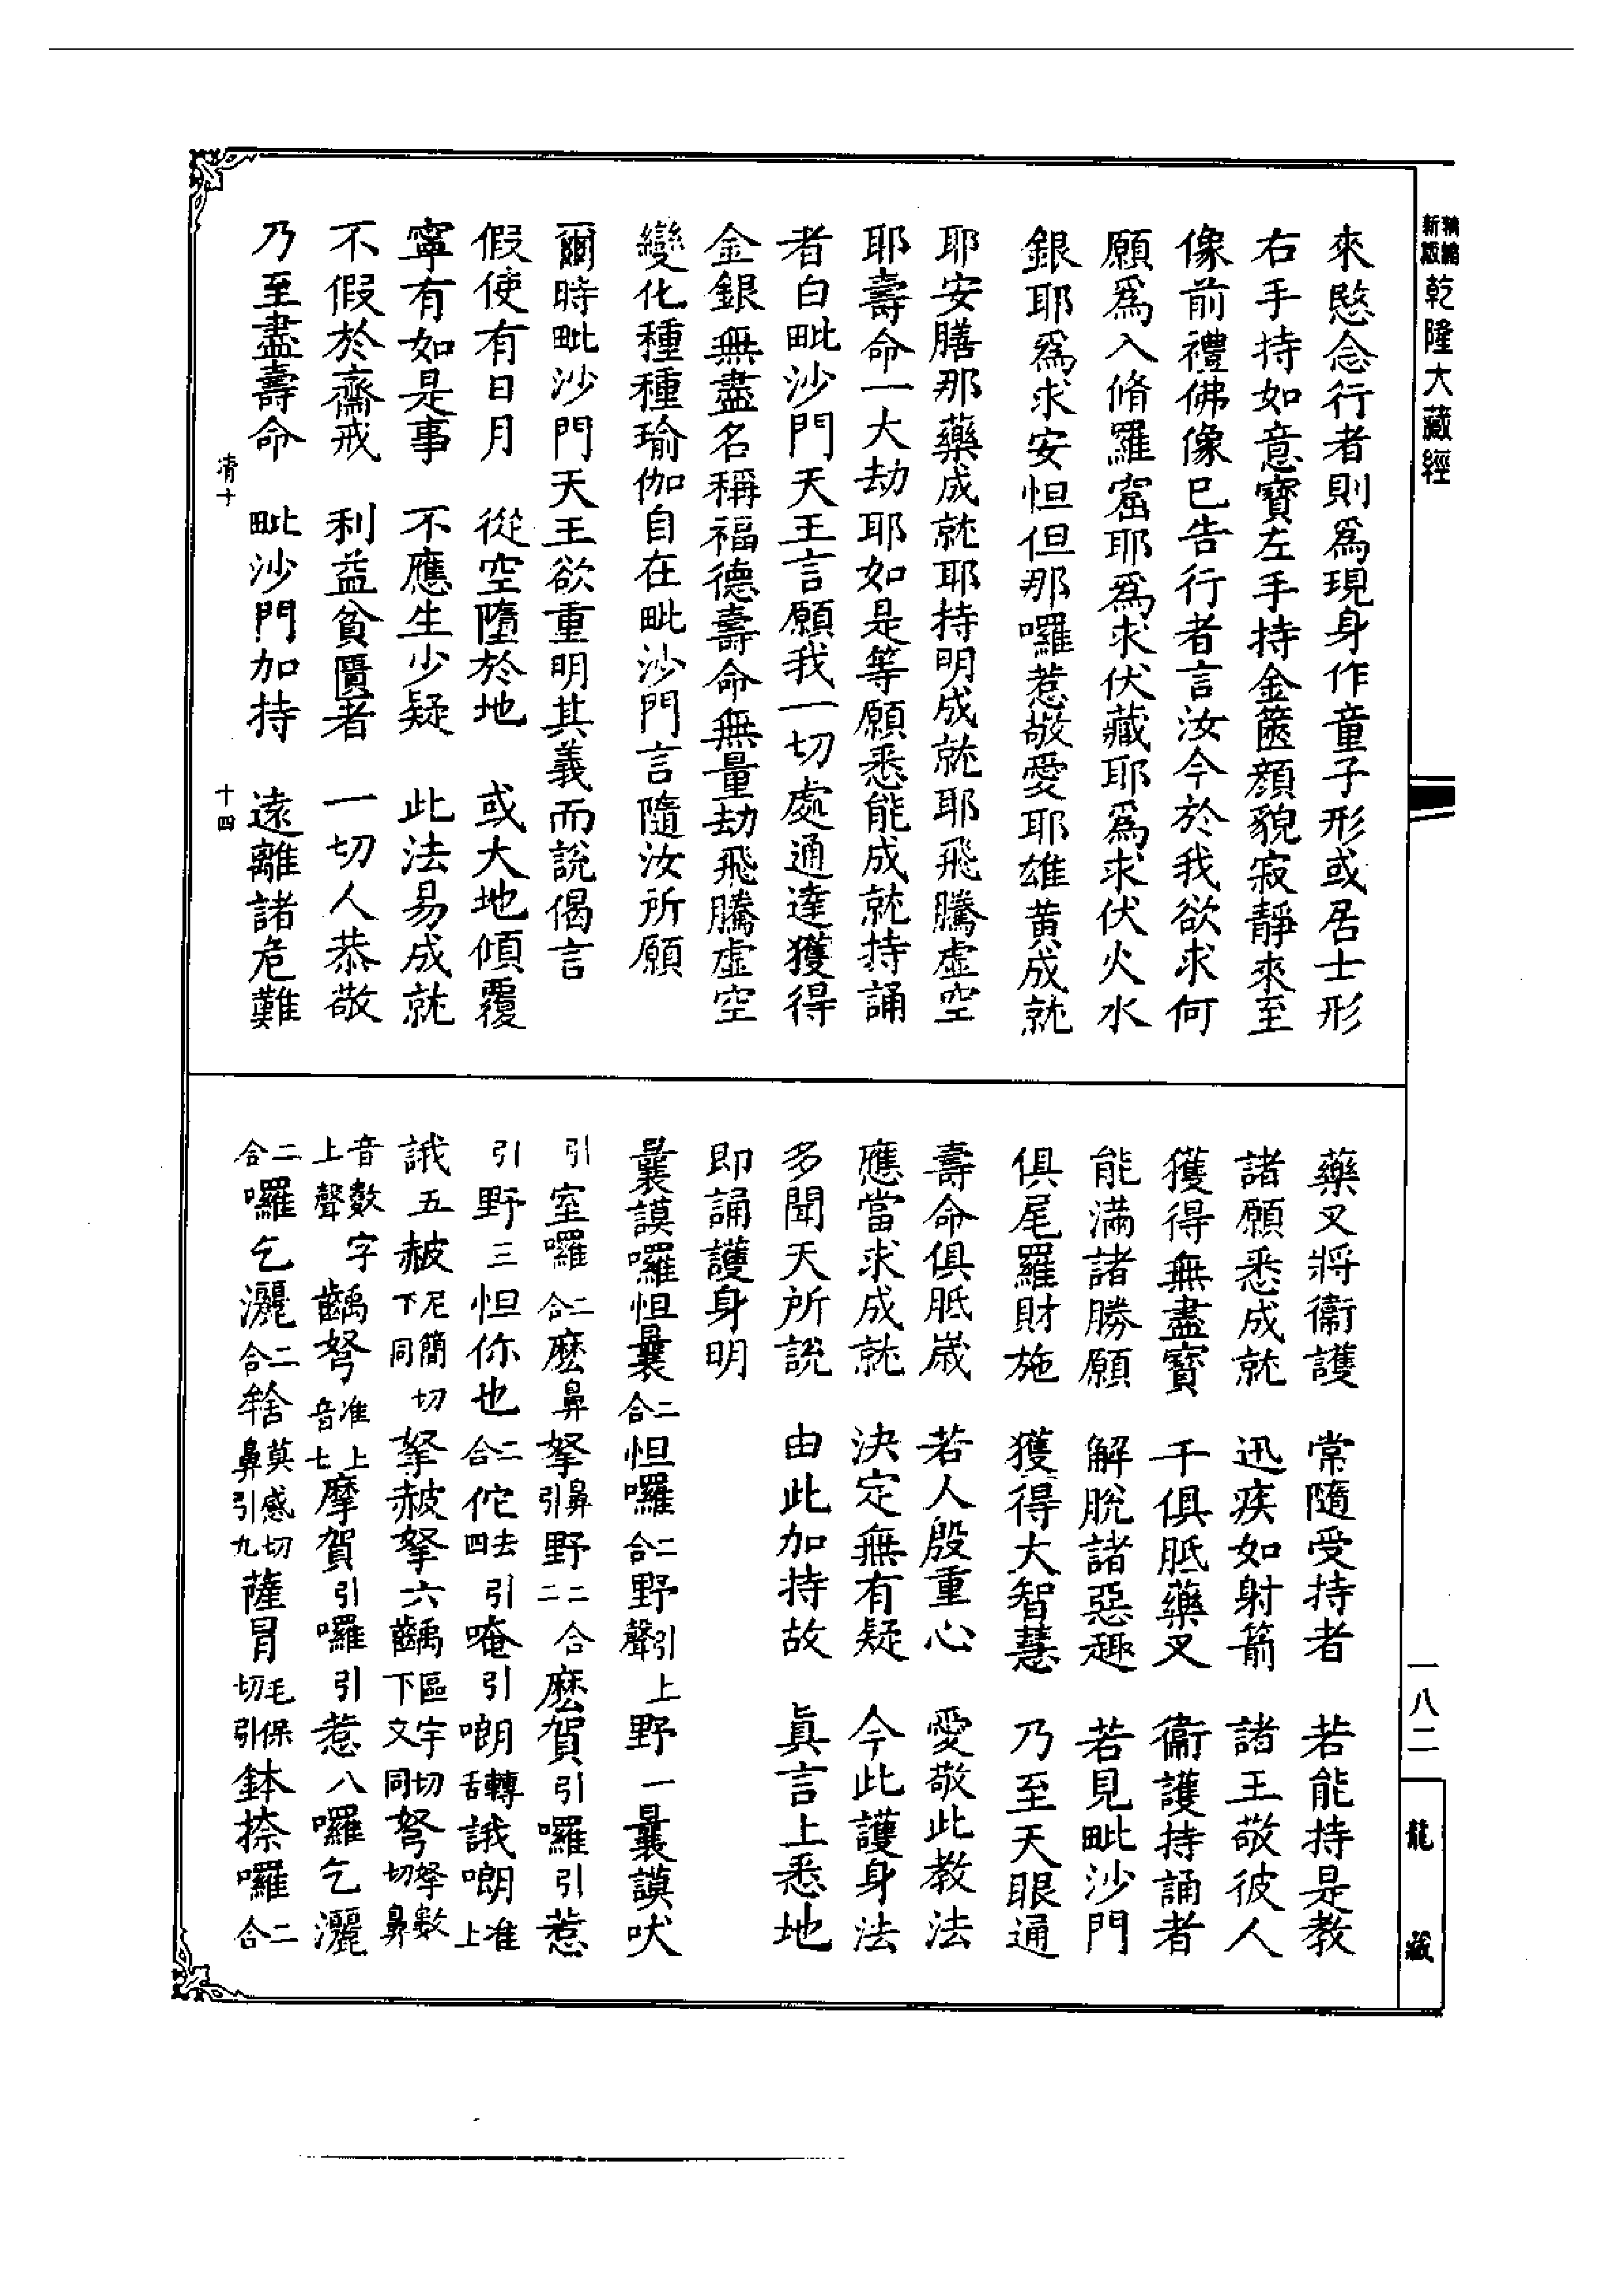 新版精縮
乾隆大藏經
來愍念行者則爲現身作童子形或居士形
右手持如意寶左手持金篋顔貌寂靜來至
像前禮佛像已告行者言汝今於我欲求何
願爲入脩羅窟耶爲求伏藏耶爲求伏火水
銀耶爲求安怛但那囉惹敬愛耶雄黄成就
耶安膳那藥成就耶持明成就耶飛騰虛空
耶壽命一大劫耶如是等願悉能成就持誦
者白毗沙門天王言願我一切處通達獲得
金銀無盡名稱福德壽命無量劫飛騰虛空
變化種種瑜伽自在毗沙門言隨汝所願
爾時毗沙門天王欲重明其義而說偈言
假使有日月　從空墮於地　或大地傾覆
寧有如是事　不應生少疑　此法易成就
不假於齋戒　利益貧匱者　一切人恭敬
乃至盡壽命　毗沙門加持　遠離諸危難
清十　十四
藥叉將衞護　常隨受持者　若能持是教
諸願悉成就　迅疾如射箭　諸王敬彼人
獲得無盡寶　千俱胝藥叉　衞護持誦者
能滿諸勝願　解脫諸惡趣　若見毗沙門
俱尾羅財施　獲得大智慧　乃至天眼通
壽命俱胝歲　若人殷重心　愛敬此教法
應當求成就　決定無有疑　今此護身法
多聞天所說　由此加持故　眞言上悉地
即誦護身明
曩謨囉怛曩二合怛囉二合野引聲上野一曩謨吠
引室囉二合麽鼻拏鼻引野二二合麽賀引囉引惹
引野三怛你也二合佗去四引唵引啷轉舌誐啷准上
誐五赧尼簡切下同拏赧拏六齲區宇切下文同弩拏數切鼻
音數字上聲齲弩准上音七摩賀引囉引惹八囉乞灑
二合囉乞灑二合𤚥莫感切鼻引九薩冐毛保切引鉢捺囉二合
一八二
龍藏